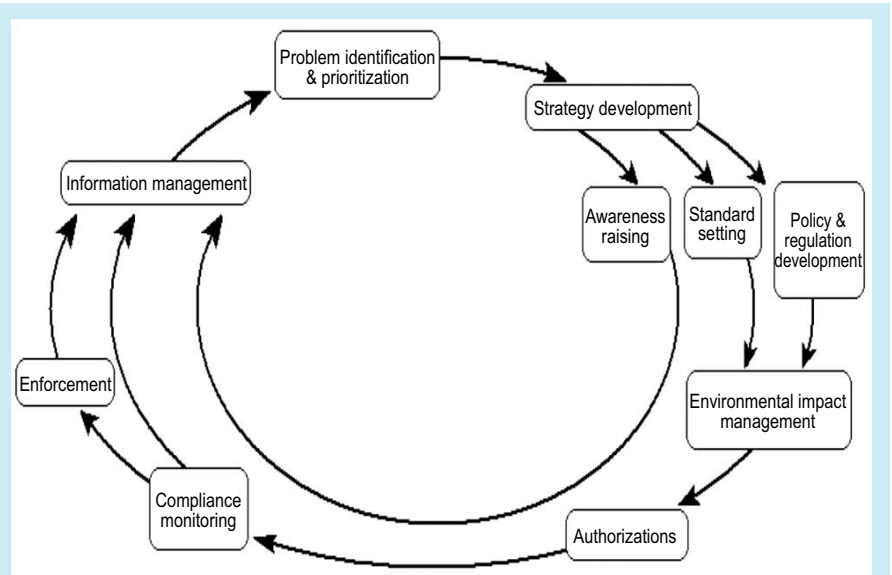 Problem identification
& prioritization
Strategy development
Information management
Awareness
raising
Standard
setting
Policy &
regulation
development
Enforcement
Environmental impact
management
Compliance
monitoring
Authorizations